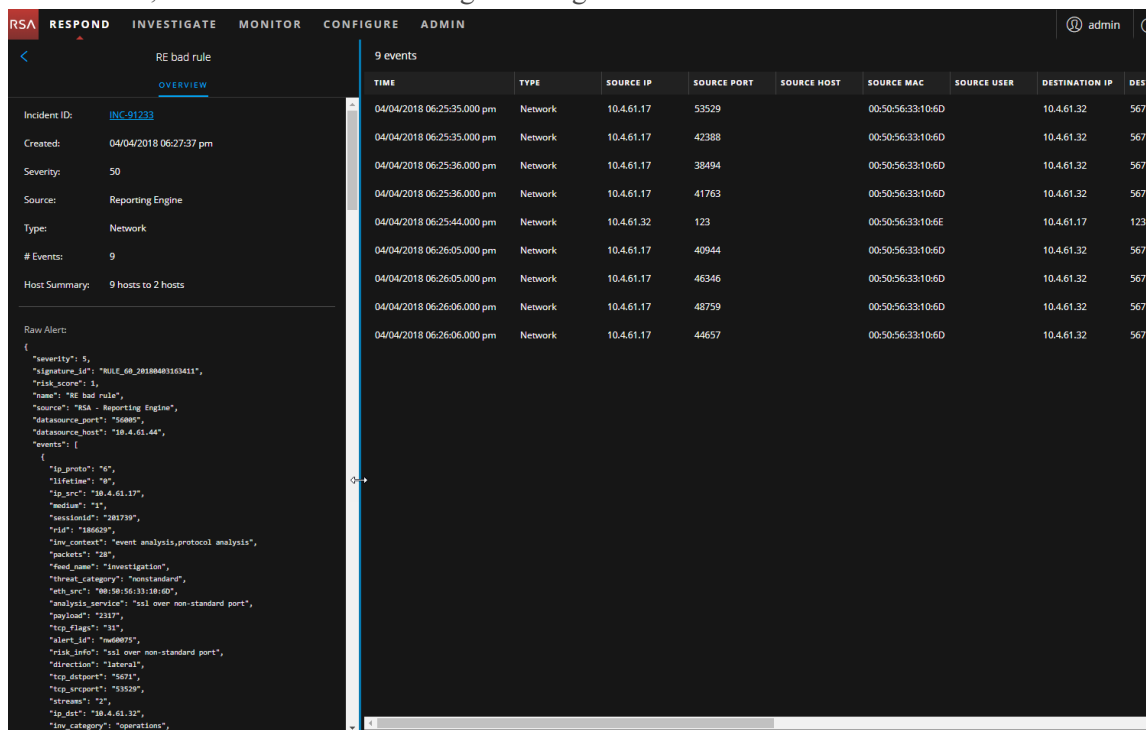 RSA RESPOND INVESTIGATE MONITOR CONFIGURE ADMIN admin
RE bad rule
OVERVIEW
Incident ID: INC-91233
Created: 04/04/2018 06:27:37 pm
Severity: 50
Source: Reporting Engine
Type: Network
# Events: 9
Host Summary: 9 hosts to 2 hosts
Raw Alert:
{
"severity": 5,
"signature_id": "RULE_60_20180403163411",
"risk_score": 1,
"name": "RE bad rule",
"source": "RSA - Reporting Engine",
"datasource_port": "56005",
"datasource_host": "10.4.61.44",
"events": [
{
"ip_proto": "6",
"lifetime": "0",
"ip_src": "10.4.61.17",
"medium": "1",
"sessionid": "201739",
"rid": "186629",
"inv_context": "event analysis,protocol analysis",
"packets": "28",
"feed_name": "investigation",
"threat_category": "nonstandard",
"eth_src": "00:50:56:33:10:6D",
"analysis_service": "ssl over non-standard port",
"payload": "2317",
"tcp_flags": "31",
"alert_id": "nw60075",
"risk_info": "ssl over non-standard port",
"direction": "lateral",
"tcp_dstport": "5671",
"tcp_srcport": "53529",
"streams": "2",
"ip_dst": "10.4.61.32",
"inv_category": "operations",
9 events
TIME TYPE SOURCE IP SOURCE PORT SOURCE HOST SOURCE MAC SOURCE USER DESTINATION IP DES
04/04/2018 06:25:35.000 pm Network 10.4.61.17 53529 00:50:56:33:10:6D 10.4.61.32 567
04/04/2018 06:25:35.000 pm Network 10.4.61.17 42388 00:50:56:33:10:6D 10.4.61.32 567
04/04/2018 06:25:36.000 pm Network 10.4.61.17 38494 00:50:56:33:10:6D 10.4.61.32 567
04/04/2018 06:25:36.000 pm Network 10.4.61.17 41763 00:50:56:33:10:6D 10.4.61.32 567
04/04/2018 06:25:44.000 pm Network 10.4.61.32 123 00:50:56:33:10:6E 10.4.61.17 123
04/04/2018 06:26:05.000 pm Network 10.4.61.17 40944 00:50:56:33:10:6D 10.4.61.32 567
04/04/2018 06:26:05.000 pm Network 10.4.61.17 46346 00:50:56:33:10:6D 10.4.61.32 567
04/04/2018 06:26:06.000 pm Network 10.4.61.17 48759 00:50:56:33:10:6D 10.4.61.32 567
04/04/2018 06:26:06.000 pm Network 10.4.61.17 44657 00:50:56:33:10:6D 10.4.61.32 567